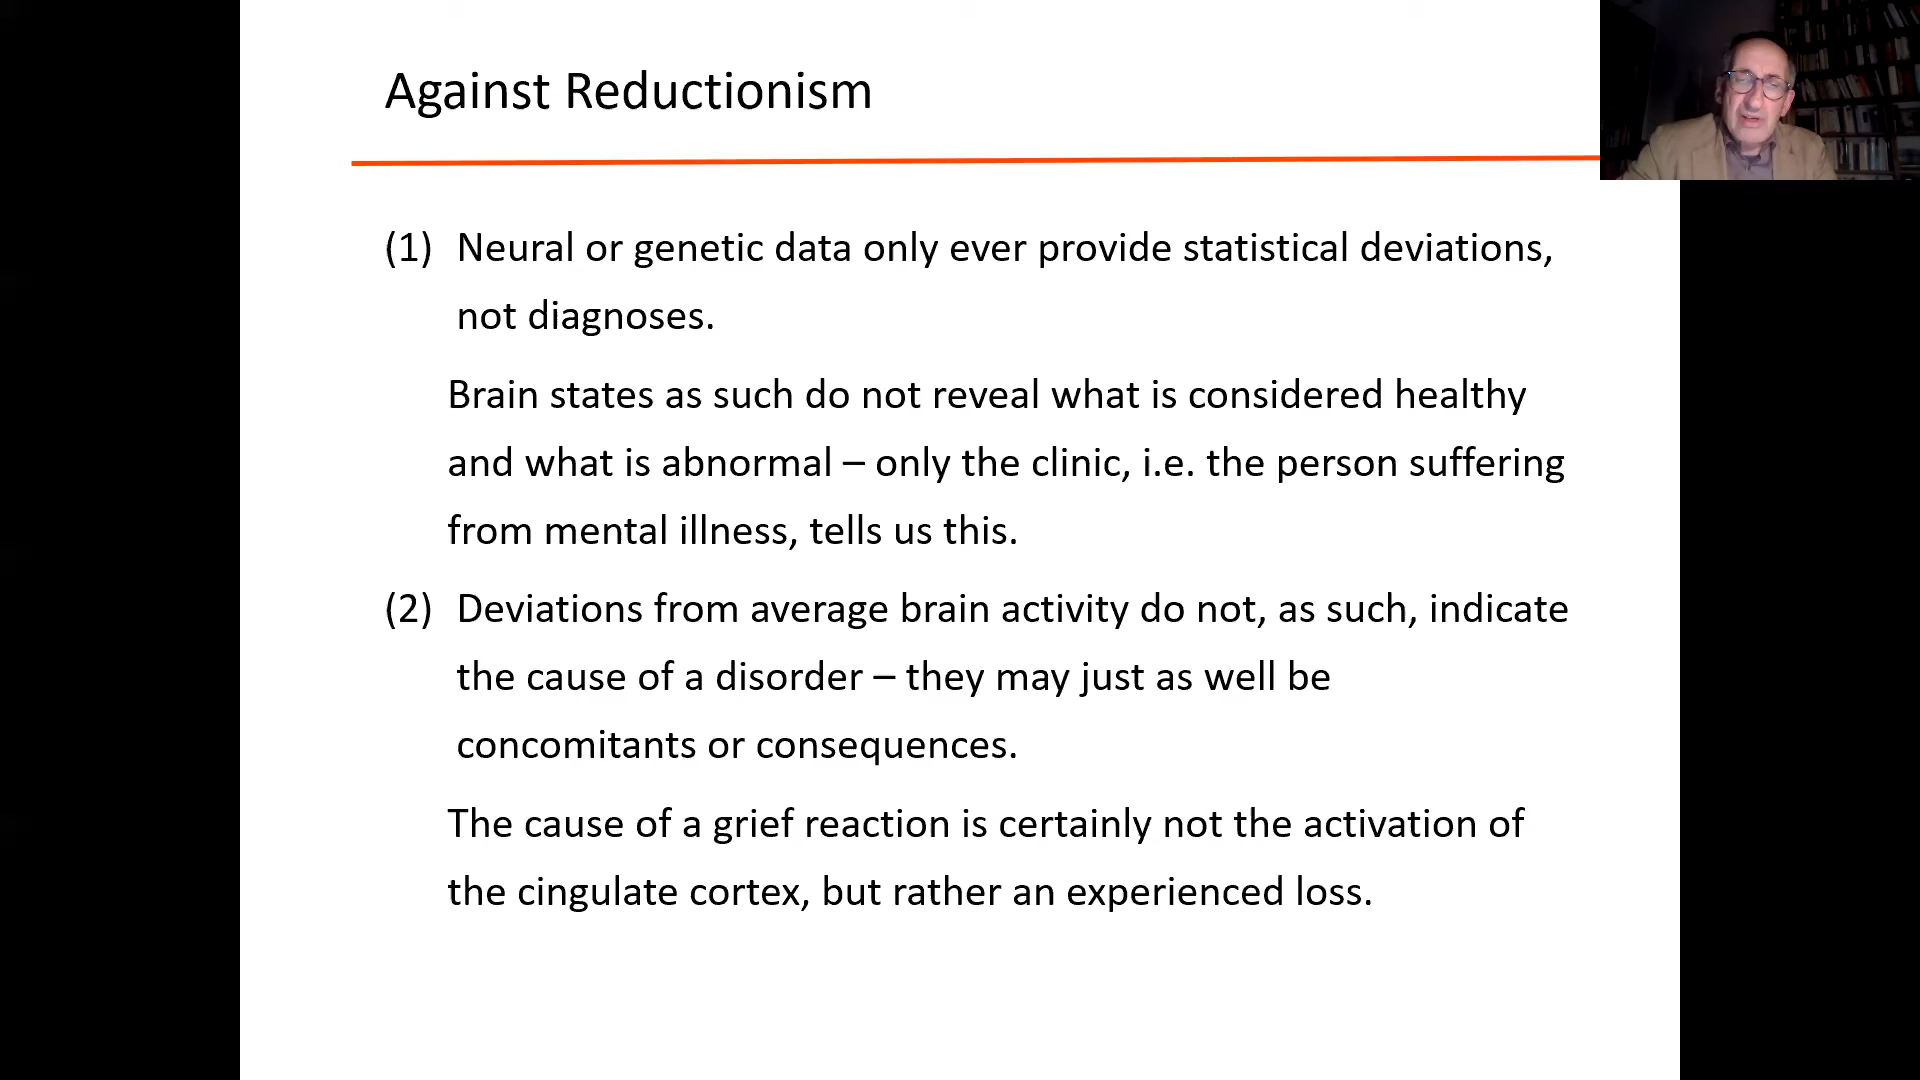 Against Reductionism
(1) Neural or genetic data only ever provide statistical deviations,
not diagnoses.
Brain states as such do not reveal what is considered healthy
and what is abnormal – only the clinic, i.e. the person suffering
from mental illness, tells us this.
(2) Deviations from average brain activity do not, as such, indicate
the cause of a disorder – they may just as well be
concomitants or consequences.
The cause of a grief reaction is certainly not the activation of
the cingulate cortex, but rather an experienced loss.